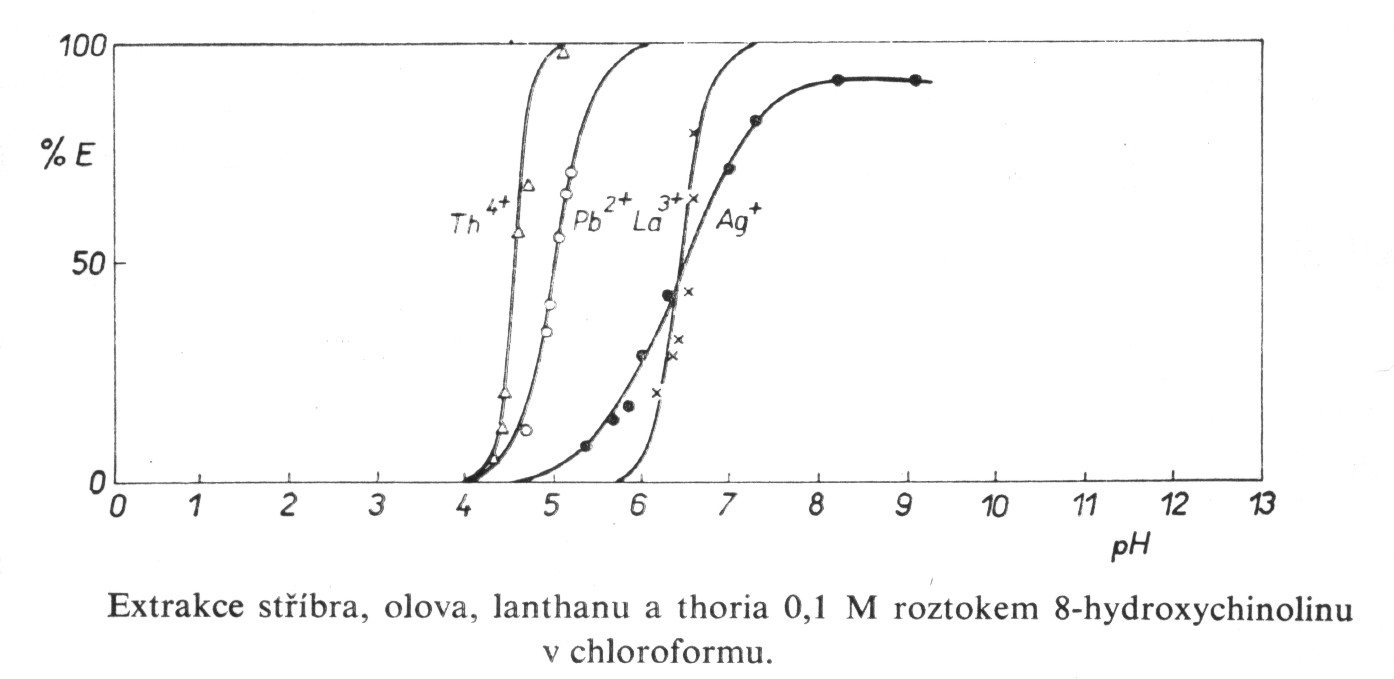 100
% E
Th4+ Pb2+ La3+ Ag+
50
0
0 1 2 3 4 5 6 7 8 9 10 11 12 13
pH
Extrakce stříbra, olova, lanthanu a thoria 0,1 M roztokem 8-hydroxychinolinu
v chloroformu.